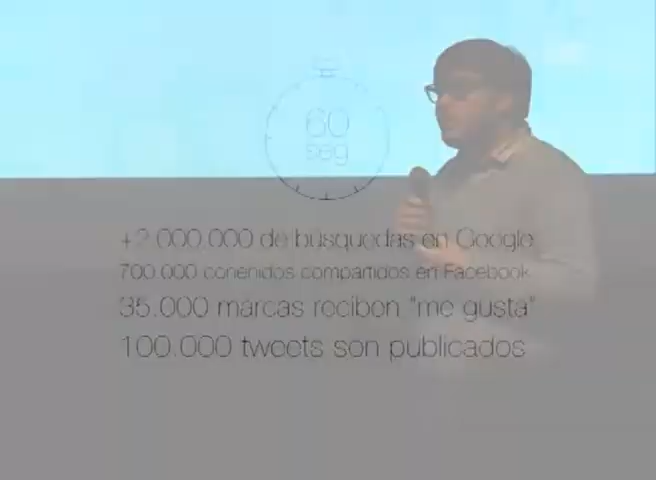 60
seg
+2.000.000 de búsquedas en Google
700.000 conenidos compartidos en Facebook
35.000 marcas reciben "me gusta"
100.000 tweets son publicados